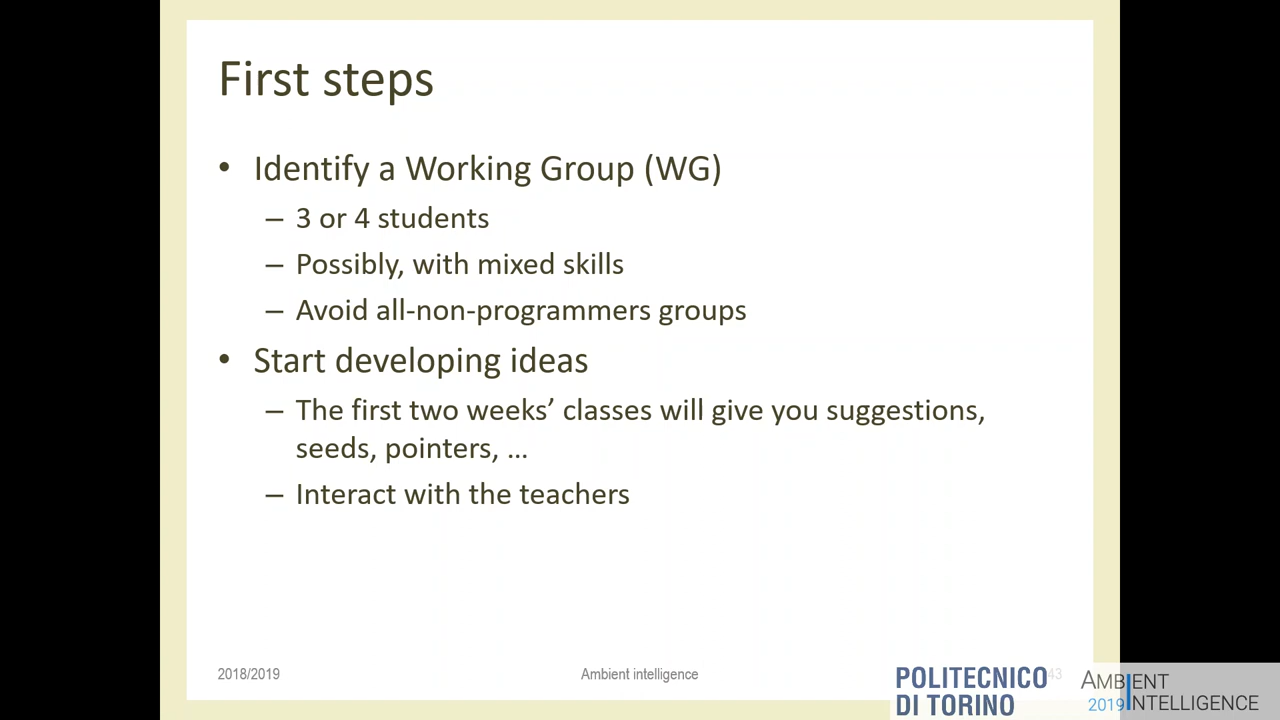 First steps
• Identify a Working Group (WG)
– 3 or 4 students
– Possibly, with mixed skills
– Avoid all-non-programmers groups
• Start developing ideas
– The first two weeks’ classes will give you suggestions,
seeds, pointers, …
– Interact with the teachers
2018/2019
Ambient intelligence
43
POLITECNICO
DI TORINO
AMBIENT
2019 INTELLIGENCE